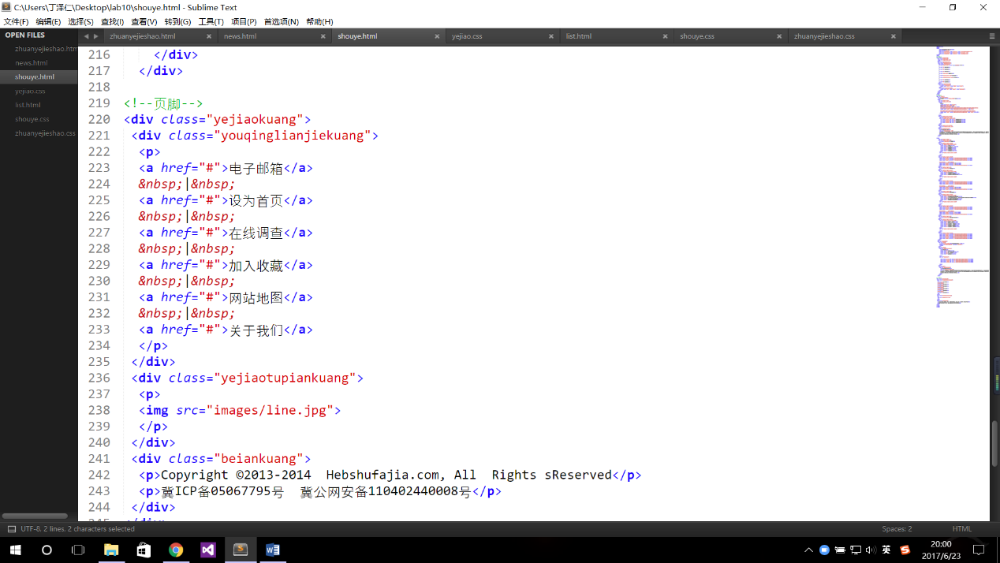 C:\Users\丁泽仁\Desktop\lab10\shouye.html - Sublime Text
文件(F) 编辑(E) 选择(S) 查找(I) 查看(V) 转到(G) 工具(T) 项目(P) 首选项(N) 帮助(H)
OPEN FILES
zhuanyejieshao.htm
news.html
shouye.html
yejiao.css
list.html
shouye.css
zhuanyejieshao.css
zhuanyejieshao.html × news.html × shouye.html × yejiao.css × list.html × shouye.css × zhuanyejieshao.css ×
216 </div>
217 </div>
218
219 <!--页脚-->
220 <div class="yejiaokuang">
221 <div class="youqinglianjiekuang">
222 <p>
223 <a href="#">电子邮箱</a>
224 &nbsp;|&nbsp;
225 <a href="#">设为首页</a>
226 &nbsp;|&nbsp;
227 <a href="#">在线调查</a>
228 &nbsp;|&nbsp;
229 <a href="#">加入收藏</a>
230 &nbsp;|&nbsp;
231 <a href="#">网站地图</a>
232 &nbsp;|&nbsp;
233 <a href="#">关于我们</a>
234 </p>
235 </div>
236 <div class="yejiaotupiankuang">
237 <p>
238 <img src="images/line.jpg">
239 </p>
240 </div>
241 <div class="beiankuang">
242 <p>Copyright ©2013-2014  Hebshufajia.com, All  Rights sReserved</p>
243 <p>冀ICP备05067795号  冀公网安备110402440008号</p>
244 </div>
245 </div>
UTF-8, 2 lines, 2 characters selected
Spaces: 2
HTML
英
20:00
2017/6/23